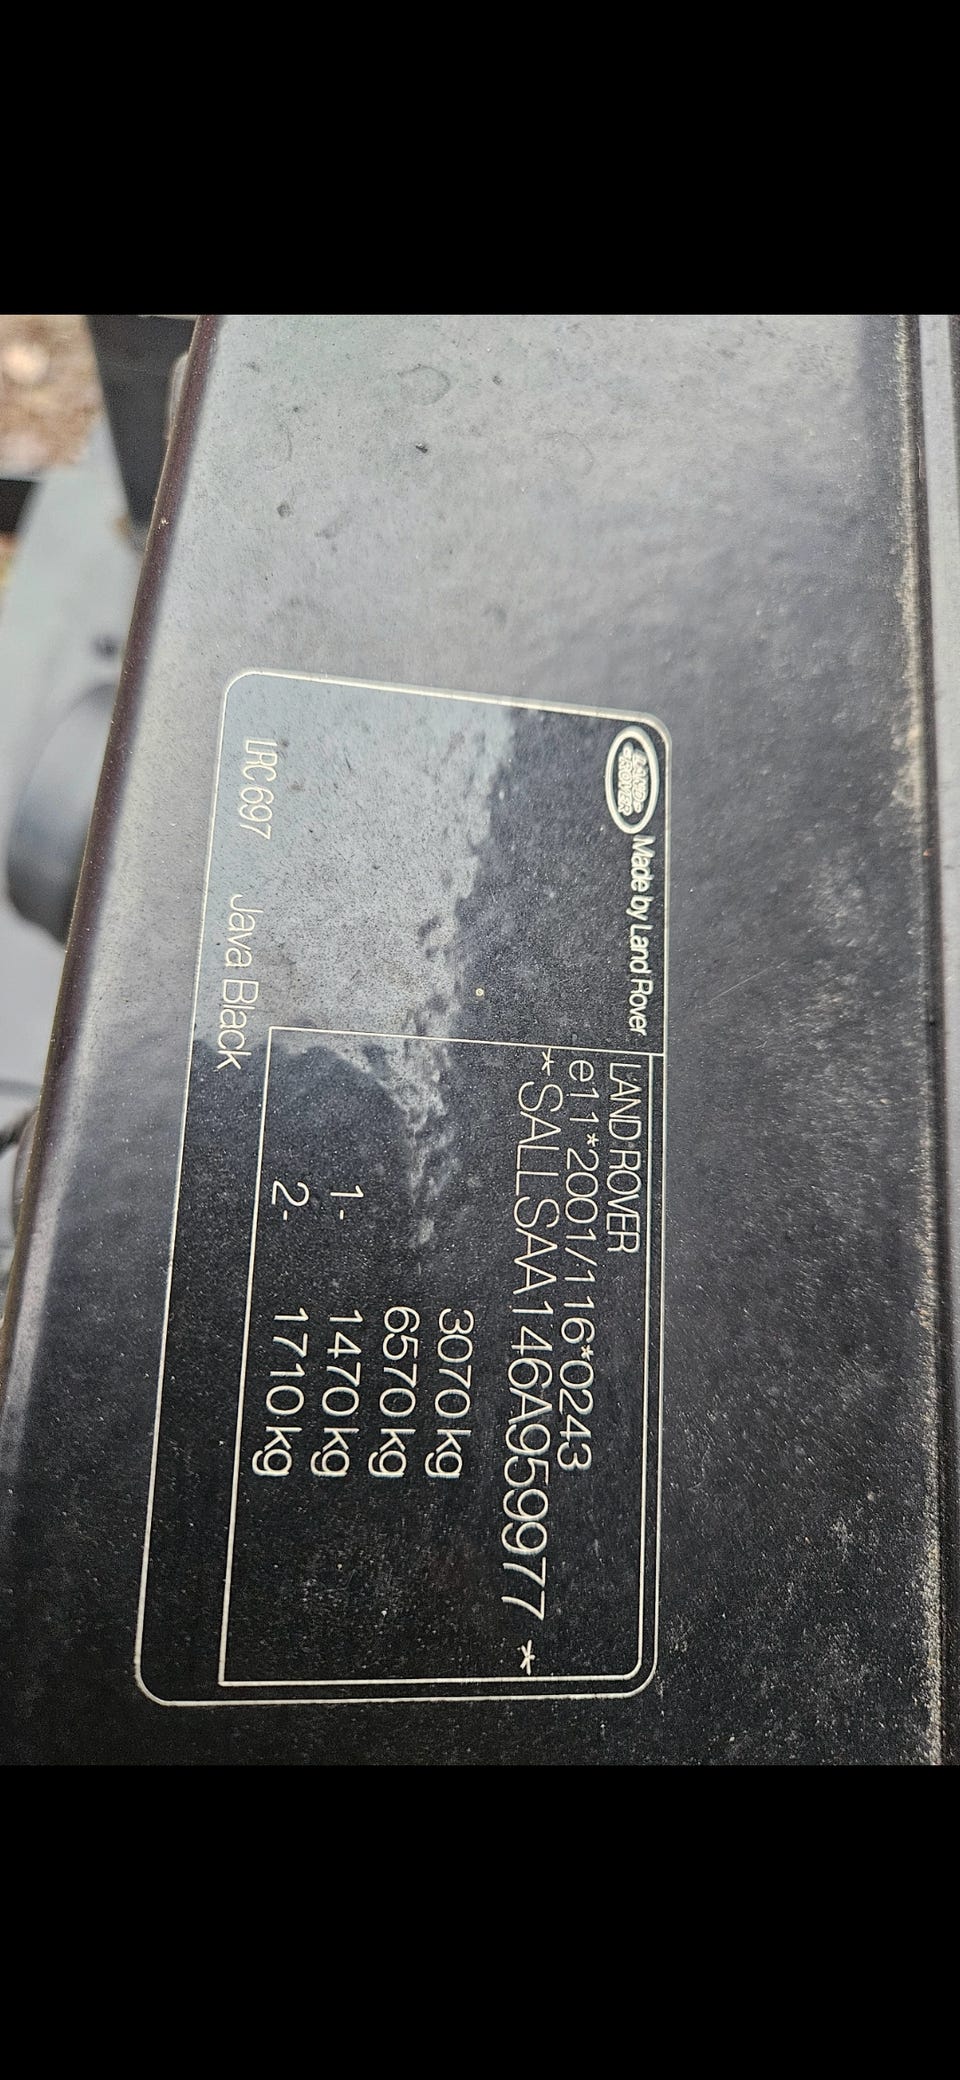 LAND ROVER
Made by Land Rover
LAND ROVER
e11*2001/116*0243
*SALLSAA146A959977 *
3070 kg
6570 kg
1- 1470 kg
2- 1710 kg
LRC 697 Java Black